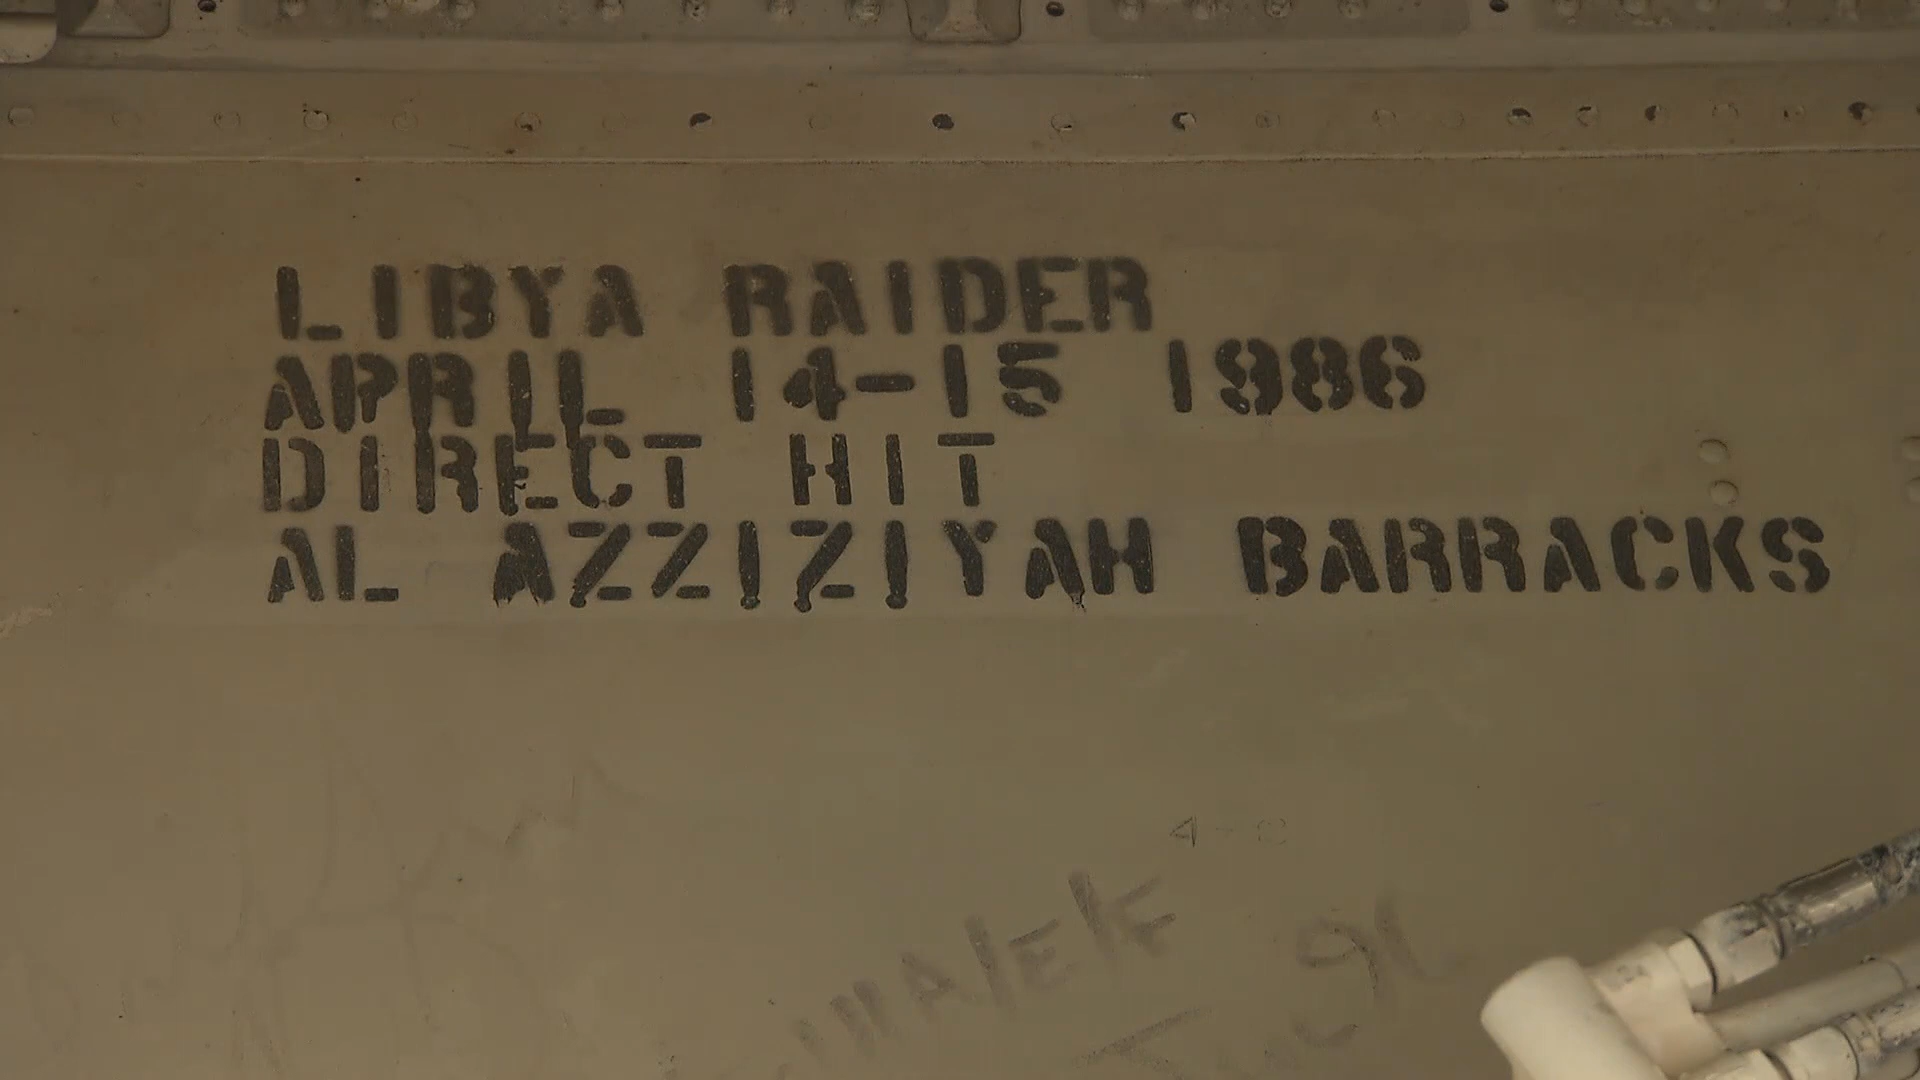 LIBYA RAIDER
APRIL 14-15 1986
DIRECT HIT
AL AZZIZIYAH BARRACKS